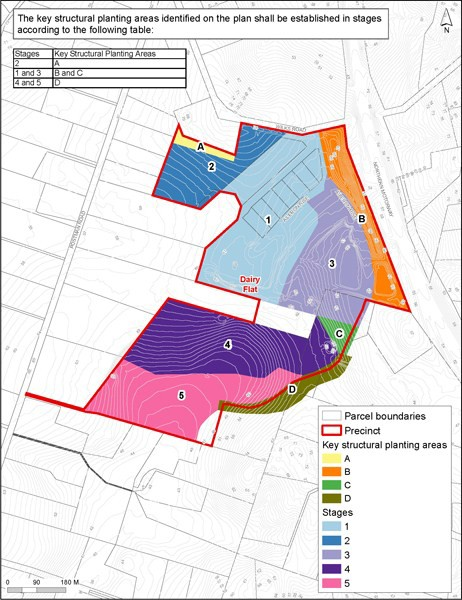 The key structural planting areas identified on the plan shall be established in stages
according to the following table:
N
Stages Key Structural Planting Areas
2 A
1 and 3 B and C
4 and 5 D
A
2
1
B
3
Dairy
Flat
C
4
D
5
NORTHERN MOTORWAY
Parcel boundaries
Precinct
Key structural planting areas
A
B
C
D
Stages
1
2
3
4
5
0 90 180 M